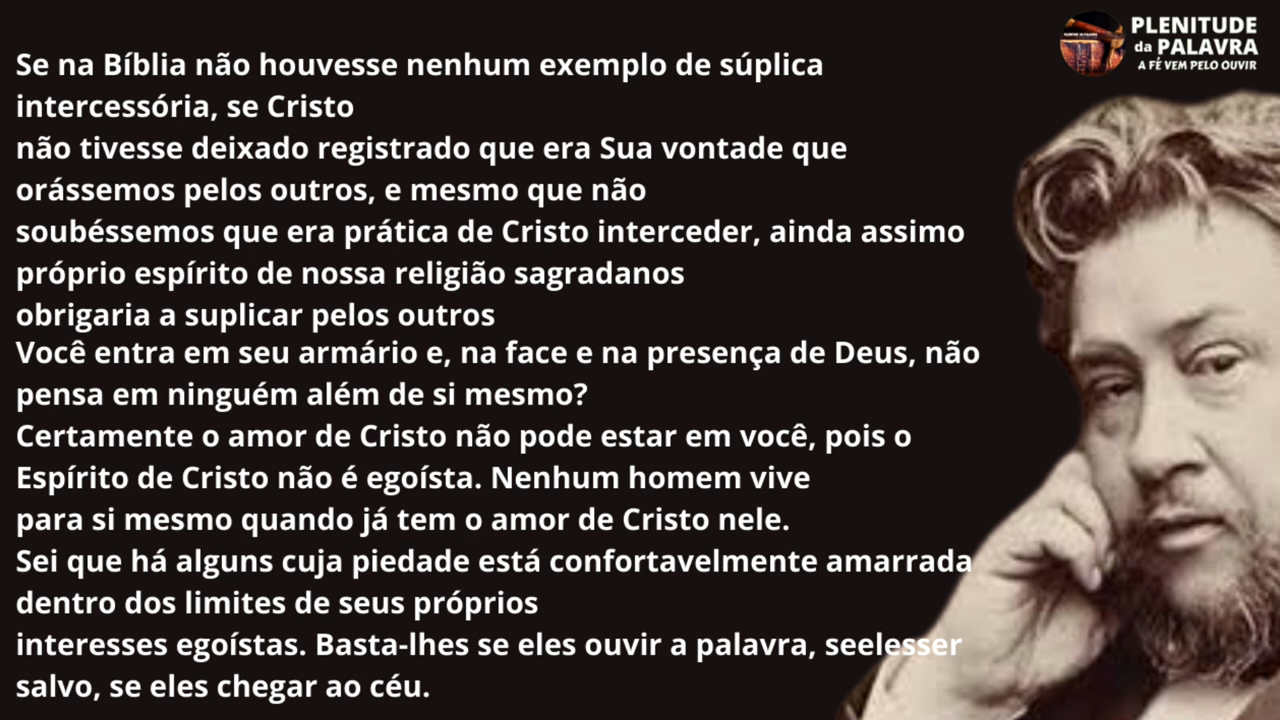 PLENITUDE
da PALAVRA
A FÉ VEM PELO OUVIR
Se na Bíblia não houvesse nenhum exemplo de súplica
intercessória, se Cristo
não tivesse deixado registrado que era Sua vontade que
orássemos pelos outros, e mesmo que não
soubéssemos que era prática de Cristo interceder, ainda assimo
próprio espírito de nossa religião sagradanos
obrigaria a suplicar pelos outros
Você entra em seu armário e, na face e na presença de Deus, não
pensa em ninguém além de si mesmo?
Certamente o amor de Cristo não pode estar em você, pois o
Espírito de Cristo não é egoísta. Nenhum homem vive
para si mesmo quando já tem o amor de Cristo nele.
Sei que há alguns cuja piedade está confortavelmente amarrada
dentro dos limites de seus próprios
interesses egoístas. Basta-lhes se eles ouvir a palavra, seelesser
salvo, se eles chegar ao céu.